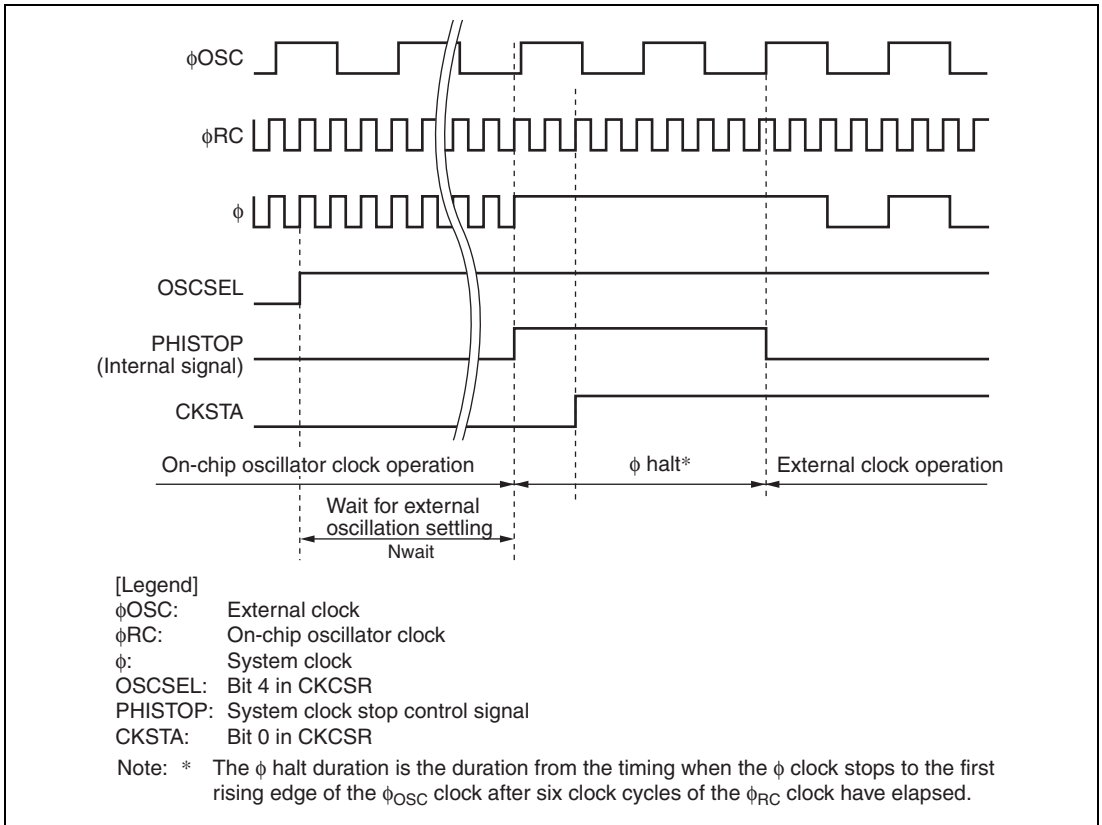 φOSC
φRC
φ
OSCSEL
PHISTOP
(Internal signal)
CKSTA
On-chip oscillator clock operation
φ halt*
External clock operation
Wait for external
oscillation settling
Nwait
[Legend]
φOSC: External clock
φRC: On-chip oscillator clock
φ: System clock
OSCSEL: Bit 4 in CKCSR
PHISTOP: System clock stop control signal
CKSTA: Bit 0 in CKCSR
Note: * The φ halt duration is the duration from the timing when the φ clock stops to the first
rising edge of the φOSC clock after six clock cycles of the φRC clock have elapsed.